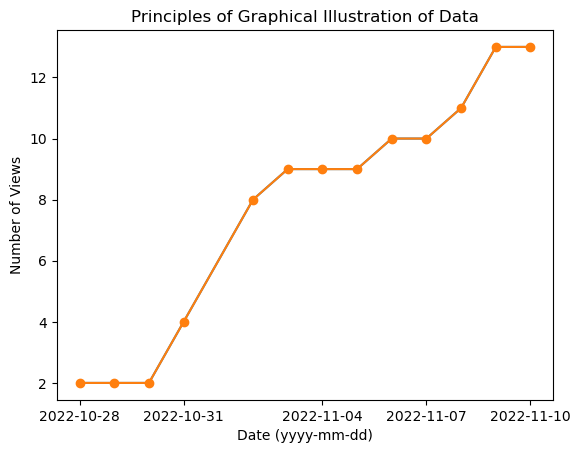 Principles of Graphical Illustration of Data
12
10
8
6
4
2
Number of Views
2022-10-28 2022-10-31 2022-11-04 2022-11-07 2022-11-10
Date (yyyy-mm-dd)